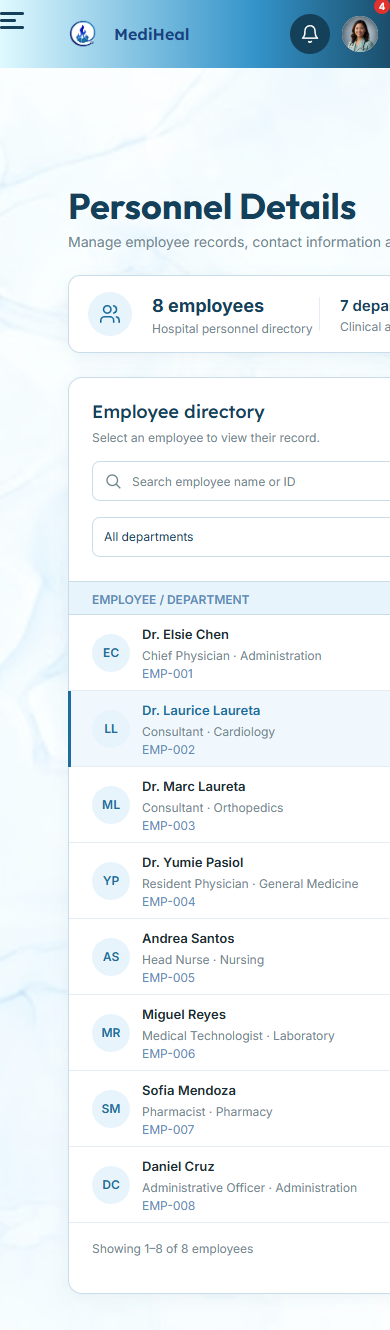 4
MediHeal
Personnel Details
Manage employee records, contact information a
8 employees
Hospital personnel directory
7 depar
Clinical a
Employee directory
Select an employee to view their record.
Search employee name or ID
All departments
EMPLOYEE / DEPARTMENT
EC
Dr. Elsie Chen
Chief Physician · Administration
EMP-001
LL
Dr. Laurice Laureta
Consultant · Cardiology
EMP-002
ML
Dr. Marc Laureta
Consultant · Orthopedics
EMP-003
YP
Dr. Yumie Pasiol
Resident Physician · General Medicine
EMP-004
AS
Andrea Santos
Head Nurse · Nursing
EMP-005
MR
Miguel Reyes
Medical Technologist · Laboratory
EMP-006
SM
Sofia Mendoza
Pharmacist · Pharmacy
EMP-007
DC
Daniel Cruz
Administrative Officer · Administration
EMP-008
Showing 1–8 of 8 employees